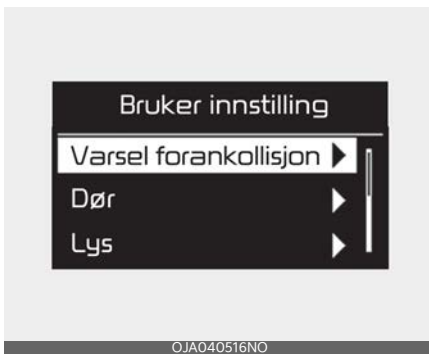 Bruker innstilling
Varsel forankollisjon
Dør
Lys
OJA040516NO